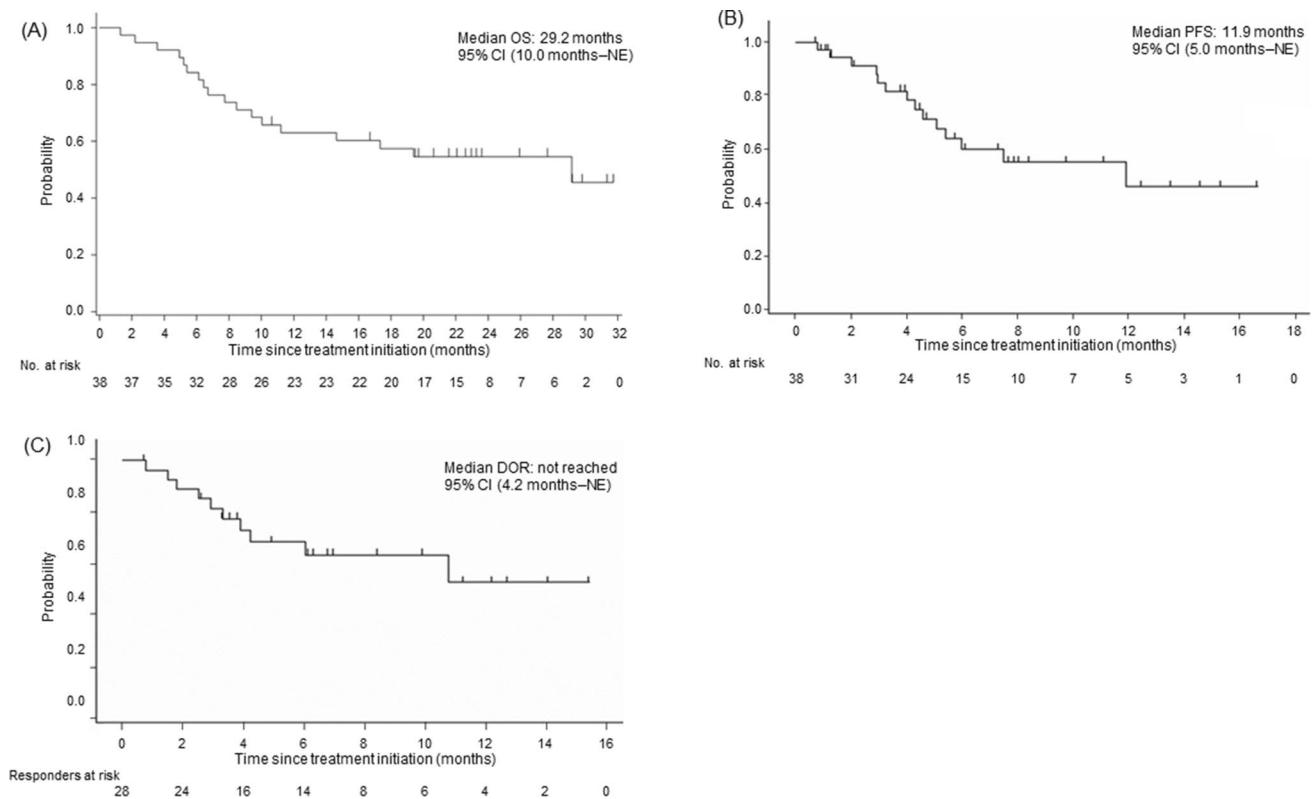 (A)
Median OS: 29.2 months
95% CI (10.0 months–NE)
Probability
1.0
0.8
0.6
0.4
0.2
0.0
0 2 4 6 8 10 12 14 16 18 20 22 24 26 28 30 32
Time since treatment initiation (months)
No. at risk
38 37 35 32 28 26 23 23 22 20 17 15 8 7 6 2 0
(B)
Median PFS: 11.9 months
95% CI (5.0 months–NE)
Probability
1.0
0.8
0.6
0.4
0.2
0.0
0 2 4 6 8 10 12 14 16 18
Time since treatment initiation (months)
No. at risk
38 31 24 15 10 7 5 3 1 0
(C)
Median DOR: not reached
95% CI (4.2 months–NE)
Probability
1.0
0.8
0.6
0.4
0.2
0.0
0 2 4 6 8 10 12 14 16
Time since treatment initiation (months)
Responders at risk
28 24 16 14 8 6 4 2 0